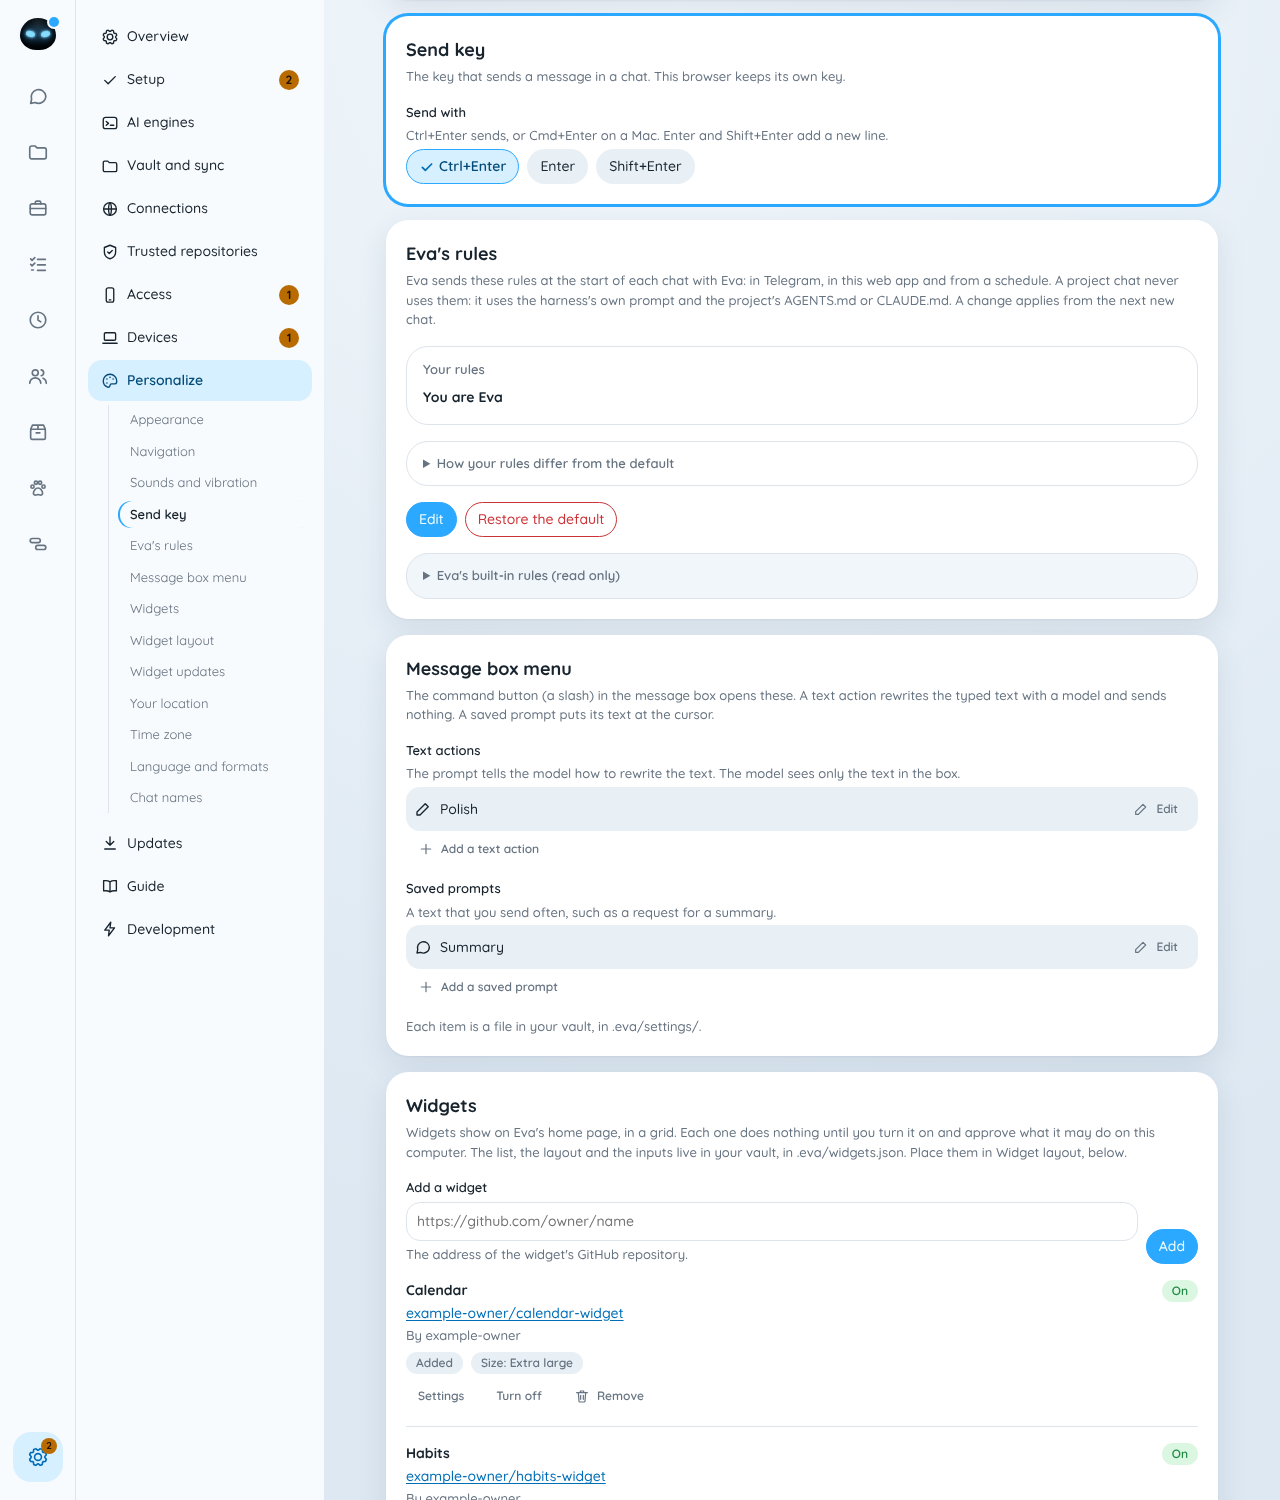 Overview
Setup
2
AI engines
Vault and sync
Connections
Trusted repositories
Access
1
Devices
1
Personalize
Appearance
Navigation
Sounds and vibration
Send key
Eva's rules
Message box menu
Widgets
Widget layout
Widget updates
Your location
Time zone
Language and formats
Chat names
Updates
Guide
Development
2
Send key
The key that sends a message in a chat. This browser keeps its own key.
Send with
Ctrl+Enter sends, or Cmd+Enter on a Mac. Enter and Shift+Enter add a new line.
Ctrl+Enter
Enter
Shift+Enter
Eva's rules
Eva sends these rules at the start of each chat with Eva: in Telegram, in this web app and from a schedule. A project chat never
uses them: it uses the harness's own prompt and the project's AGENTS.md or CLAUDE.md. A change applies from the next new
chat.
Your rules
You are Eva
How your rules differ from the default
Edit
Restore the default
Eva's built-in rules (read only)
Message box menu
The command button (a slash) in the message box opens these. A text action rewrites the typed text with a model and sends
nothing. A saved prompt puts its text at the cursor.
Text actions
The prompt tells the model how to rewrite the text. The model sees only the text in the box.
Polish
Edit
Add a text action
Saved prompts
A text that you send often, such as a request for a summary.
Summary
Edit
Add a saved prompt
Each item is a file in your vault, in .eva/settings/.
Widgets
Widgets show on Eva's home page, in a grid. Each one does nothing until you turn it on and approve what it may do on this
computer. The list, the layout and the inputs live in your vault, in .eva/widgets.json. Place them in Widget layout, below.
Add a widget
https://github.com/owner/name
The address of the widget's GitHub repository.
Add
Calendar
On
example-owner/calendar-widget
By example-owner
Added
Size: Extra large
Settings
Turn off
Remove
Habits
On
example-owner/habits-widget
By example-owner